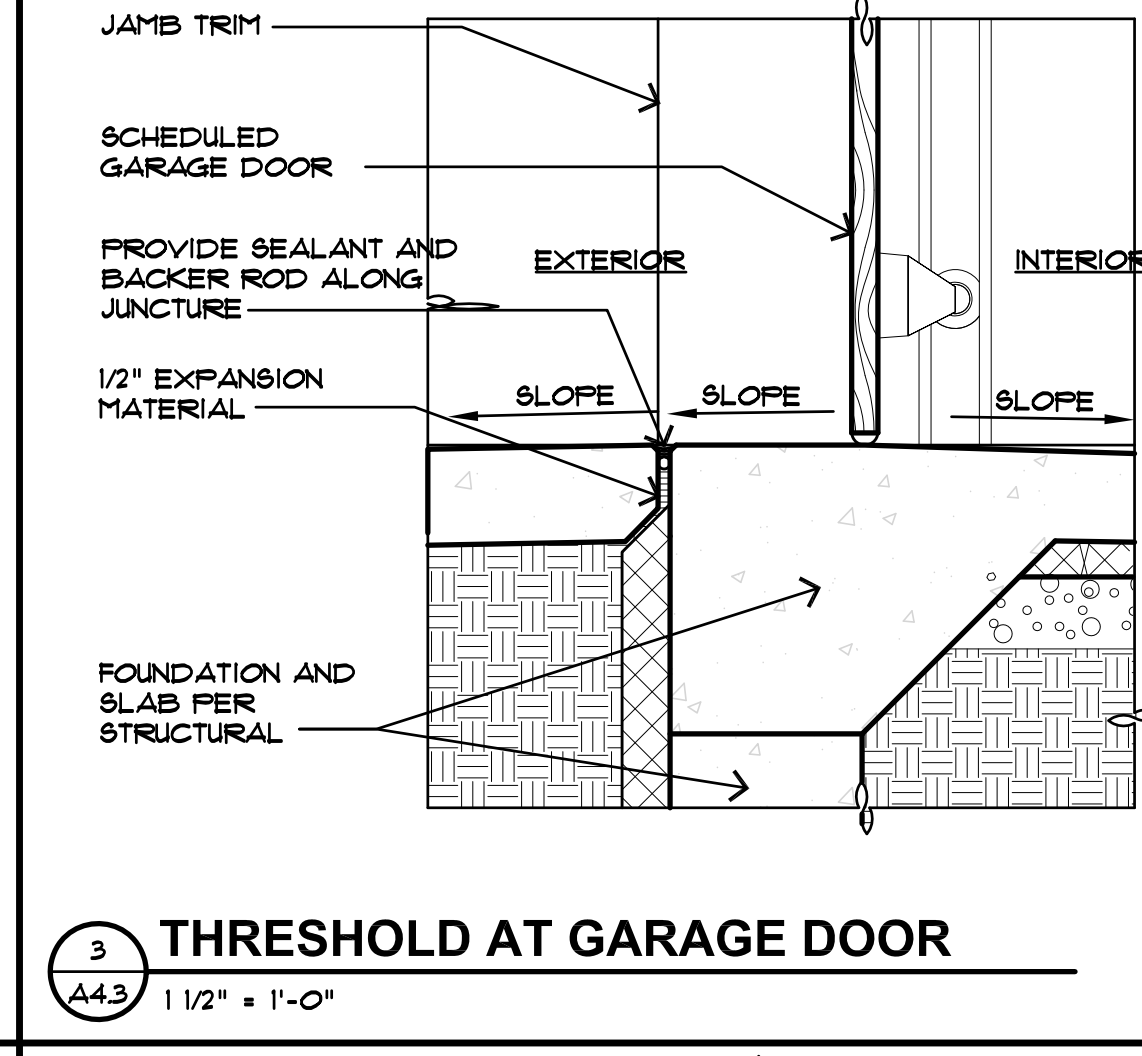 JAMB TRIM
SCHEDULED
GARAGE DOOR
PROVIDE SEALANT AND
BACKER ROD ALONG
JUNCTURE
EXTERIOR
INTERIOR
1/2" EXPANSION
MATERIAL
SLOPE
SLOPE
SLOPE
FOUNDATION AND
SLAB PER
STRUCTURAL
3
A4.3
THRESHOLD AT GARAGE DOOR
1 1/2" = 1'-0"